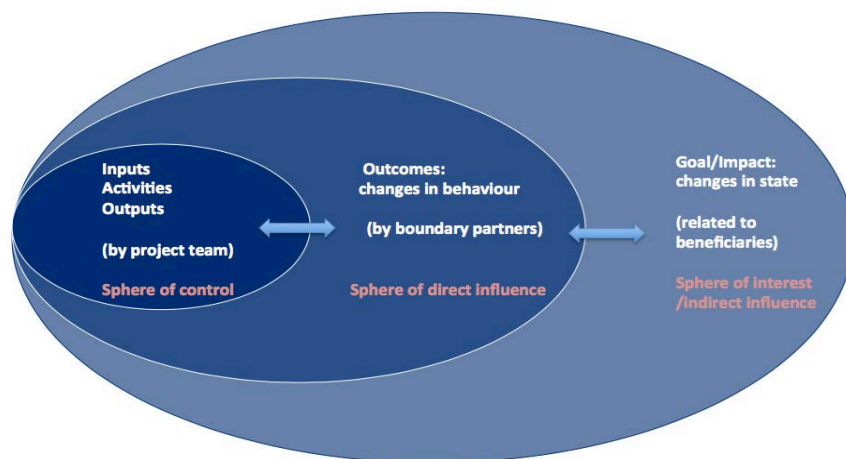 Inputs
Activities
Outputs
(by project team)
Sphere of control
Outcomes:
changes in behaviour
(by boundary partners)
Sphere of direct influence
Goal/Impact:
changes in state
(related to
beneficiaries)
Sphere of interest
/indirect influence